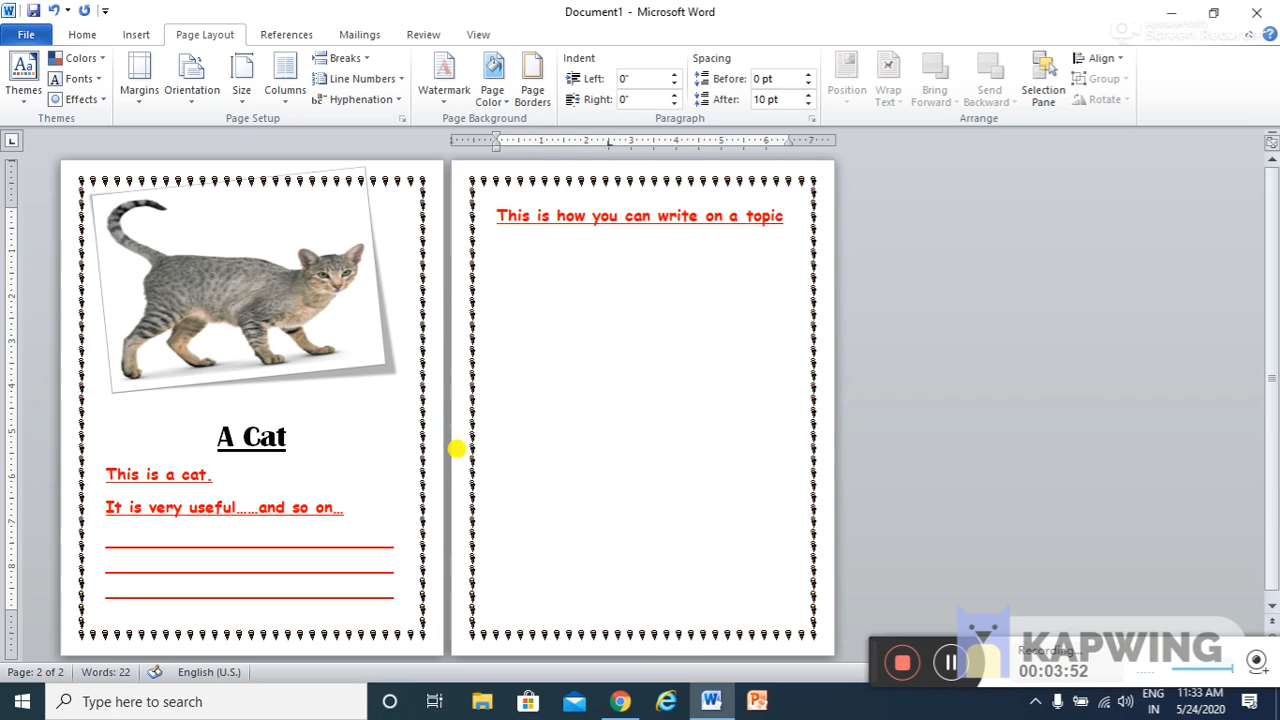 Document1 - Microsoft Word
File Home Insert Page Layout References Mailings Review View
Themes
Colors
Fonts
Effects
Themes
Margins
Orientation
Size
Columns
Breaks
Line Numbers
Hyphenation
Page Setup
Watermark
Page Color
Page Borders
Page Background
Indent
Left: 0"
Right: 0"
Spacing
Before: 0 pt
After: 10 pt
Paragraph
Position
Wrap Text
Bring Forward
Send Backward
Selection Pane
Align
Group
Rotate
Arrange
A Cat
This is a cat.
It is very useful……and so on…
This is how you can write on a topic
Page: 2 of 2 Words: 22 English (U.S.)
Recording...
00:03:52
KAPWING
Type here to search
ENG
IN
11:33 AM
5/24/2020